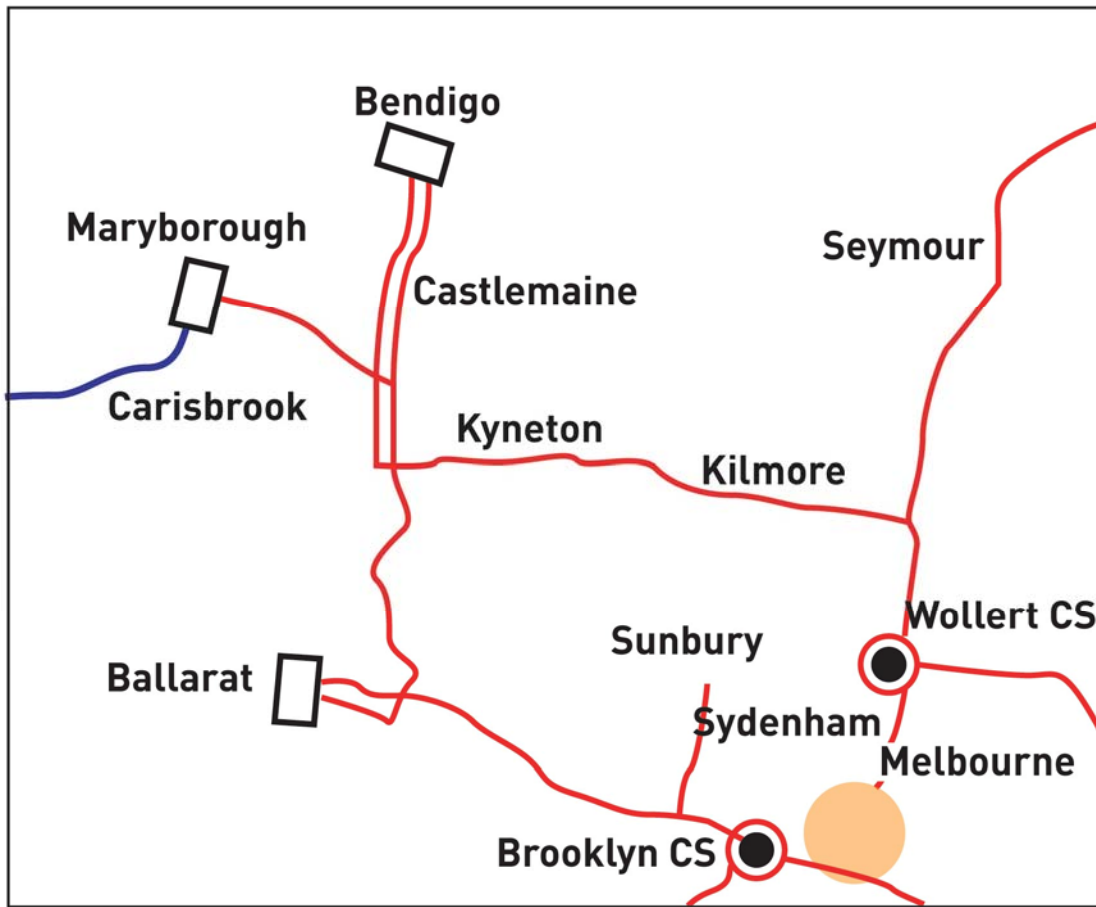 Bendigo
Maryborough
Seymour
Castlemaine
Carisbrook
Kyneton
Kilmore
Wollert CS
Sunbury
Ballarat
Sydenham
Melbourne
Brooklyn CS